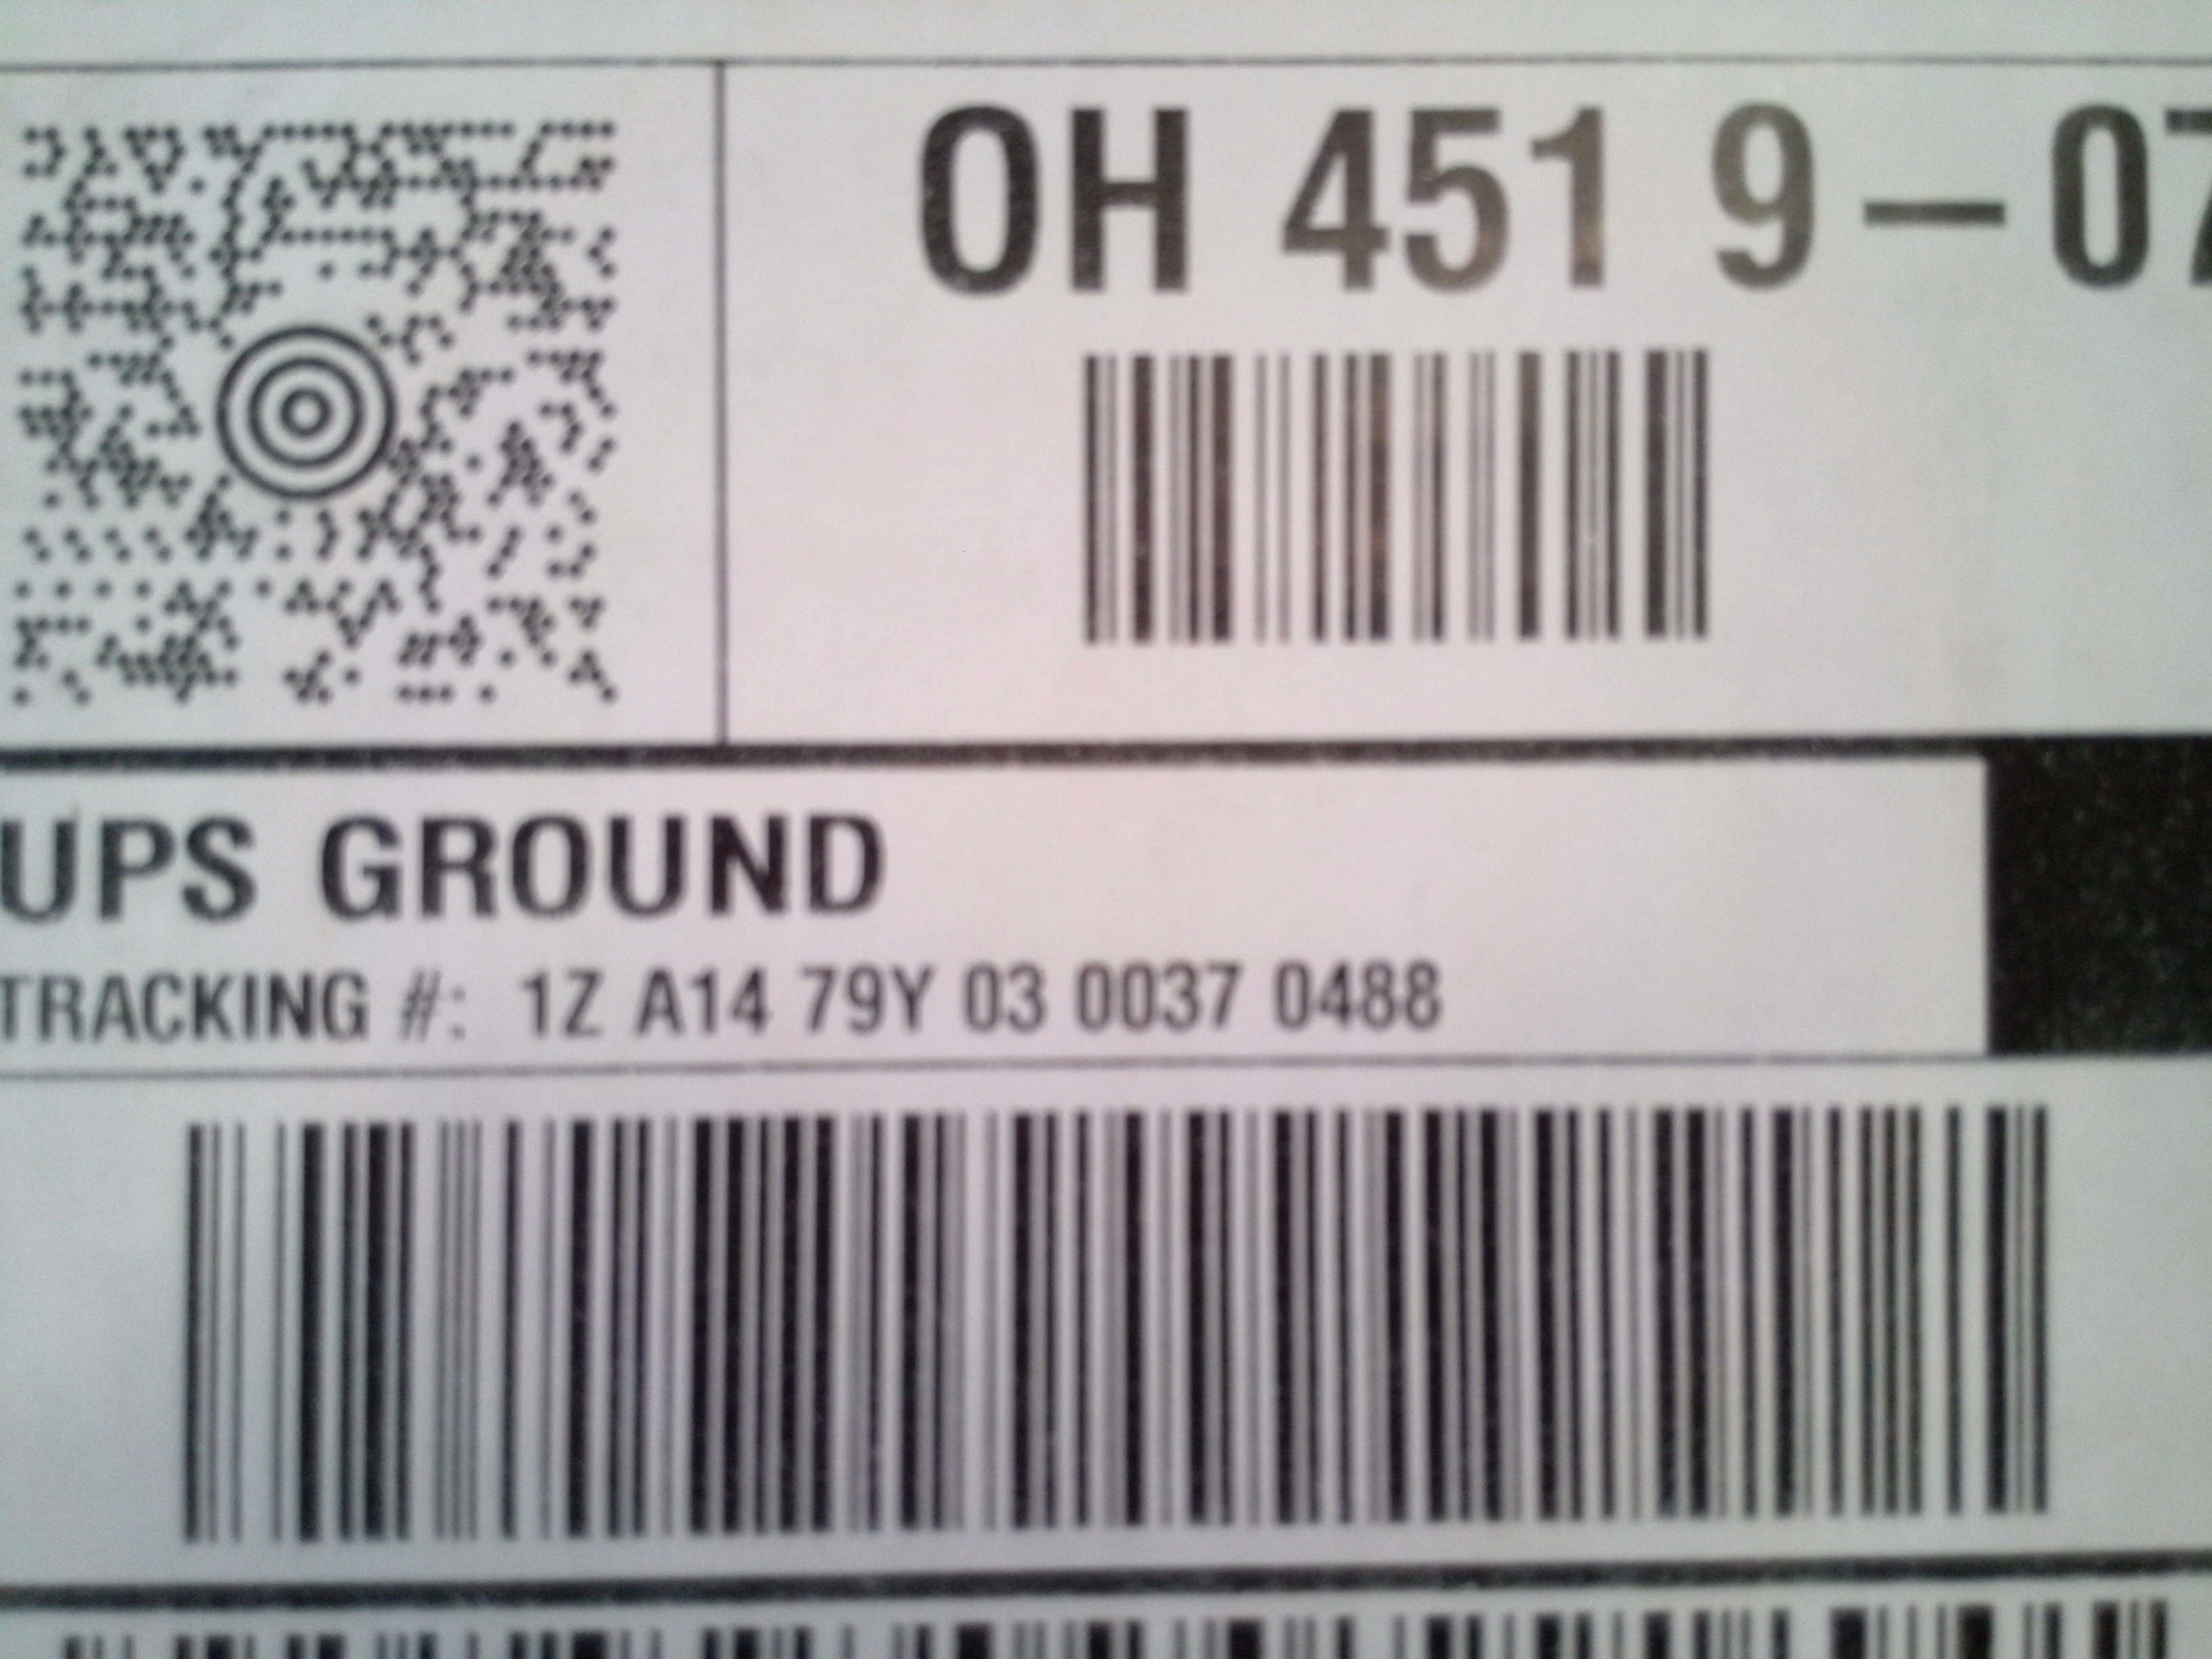 OH 451 9-07
UPS GROUND
TRACKING #: 1Z A14 79Y 03 0037 0488